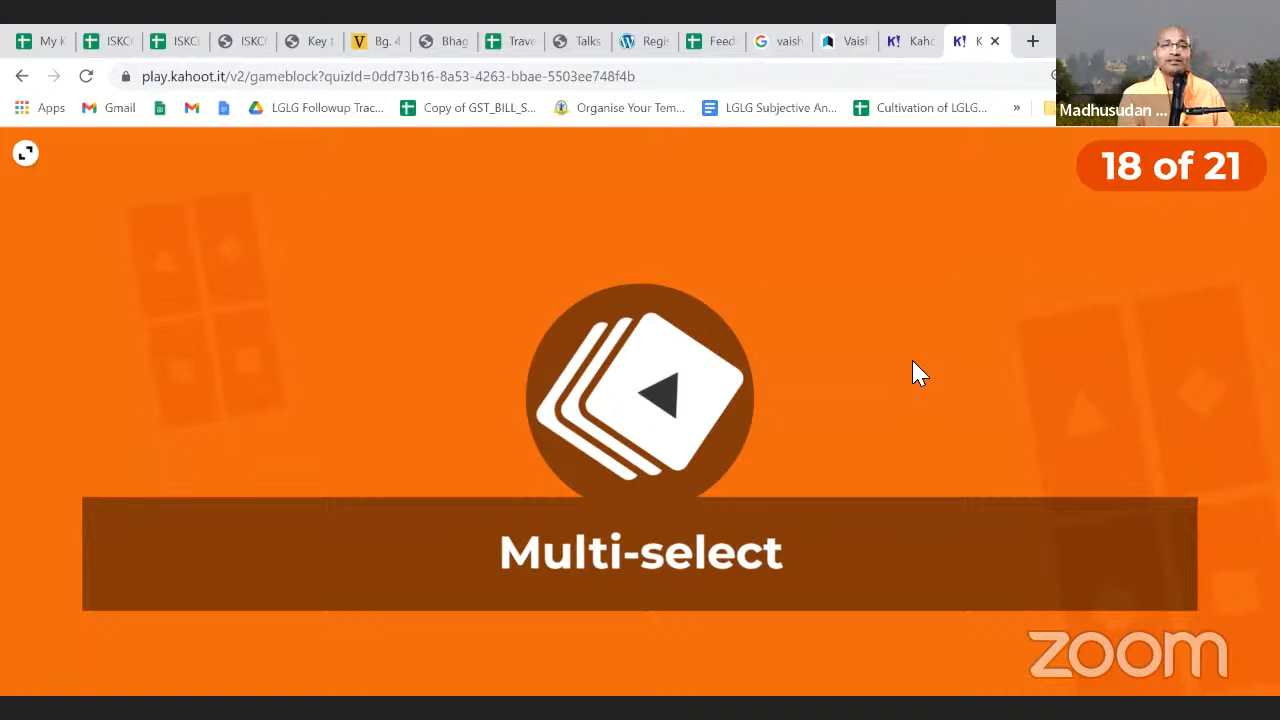 My K
ISKC
ISKC
ISKC
Key t
Bg. 4
Bhag
Trave
Talks
Regis
Feed
vaish
Vaish
K! Kaho
K! K
play.kahoot.it/v2/gameblock?quizId=0dd73b16-8a53-4263-bbae-5503ee748f4b
Apps
Gmail
LGLG Followup Trac...
Copy of GST_BILL_S...
Organise Your Tem...
LGLG Subjective An...
Cultivation of LGLG...
»
Madhusudan ...
18 of 21
Multi-select
zoom